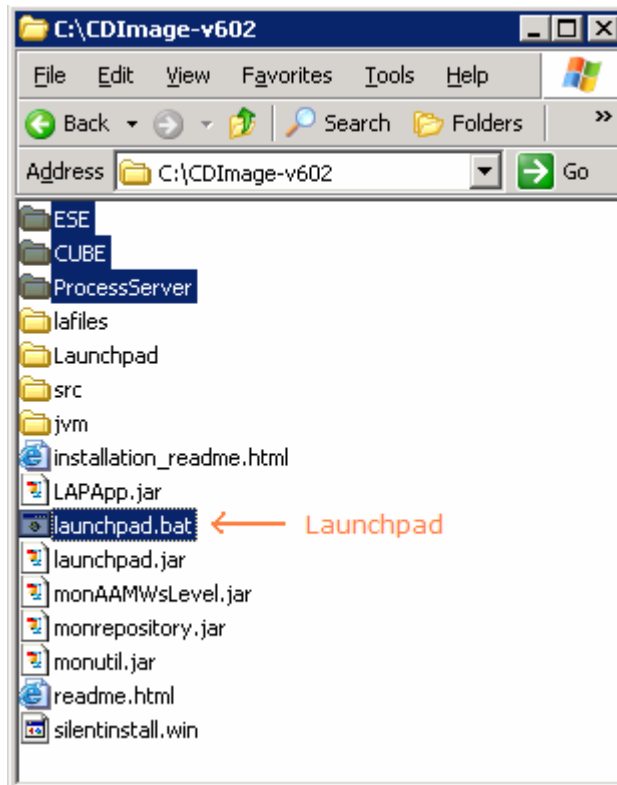 C:\CDImage-v602
File Edit View Favorites Tools Help
Back Search Folders »
Address C:\CDImage-v602 Go
ESE
CUBE
ProcessServer
lafiles
Launchpad
src
jvm
installation_readme.html
LAPApp.jar
launchpad.bat Launchpad
launchpad.jar
monAAMWsLevel.jar
monrepository.jar
monutil.jar
readme.html
silentinstall.win